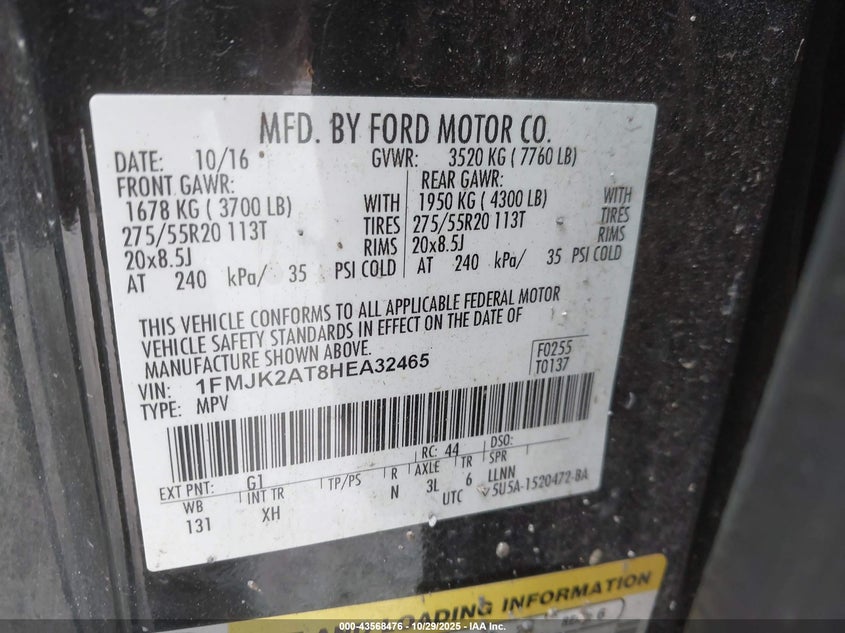 MFD. BY FORD MOTOR CO.
DATE: 10/16 GVWR: 3520 KG ( 7760 LB)
FRONT GAWR: REAR GAWR:
1678 KG ( 3700 LB) WITH 1950 KG ( 4300 LB) WITH
275/55R20 113T TIRES 275/55R20 113T TIRES
20x8.5J RIMS 20x8.5J RIMS
AT 240 kPa/ 35 PSI COLD AT 240 kPa/ 35 PSI COLD
THIS VEHICLE CONFORMS TO ALL APPLICABLE FEDERAL MOTOR
VEHICLE SAFETY STANDARDS IN EFFECT ON THE DATE OF
MANUFACTURE SHOWN ABOVE.
VIN: 1FMJK2AT8HEA32465 F0255
TYPE: MPV T0137
EXT PNT: G1 RC: 44 DSO:
WB INT TR TP/PS R AXLE TR SPR
131 XH N 3L 6 LLNN
UTC 5U5A-1520472-BA
LOADING INFORMATION
000-43568476 - 10/29/2025 - IAA Inc.